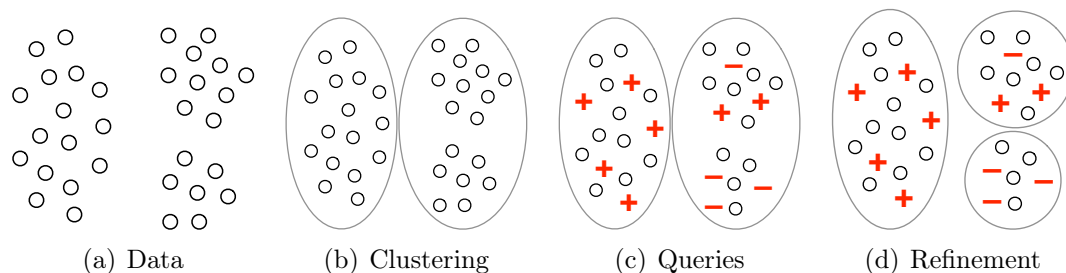 (a) Data
(b) Clustering
(c) Queries
(d) Refinement